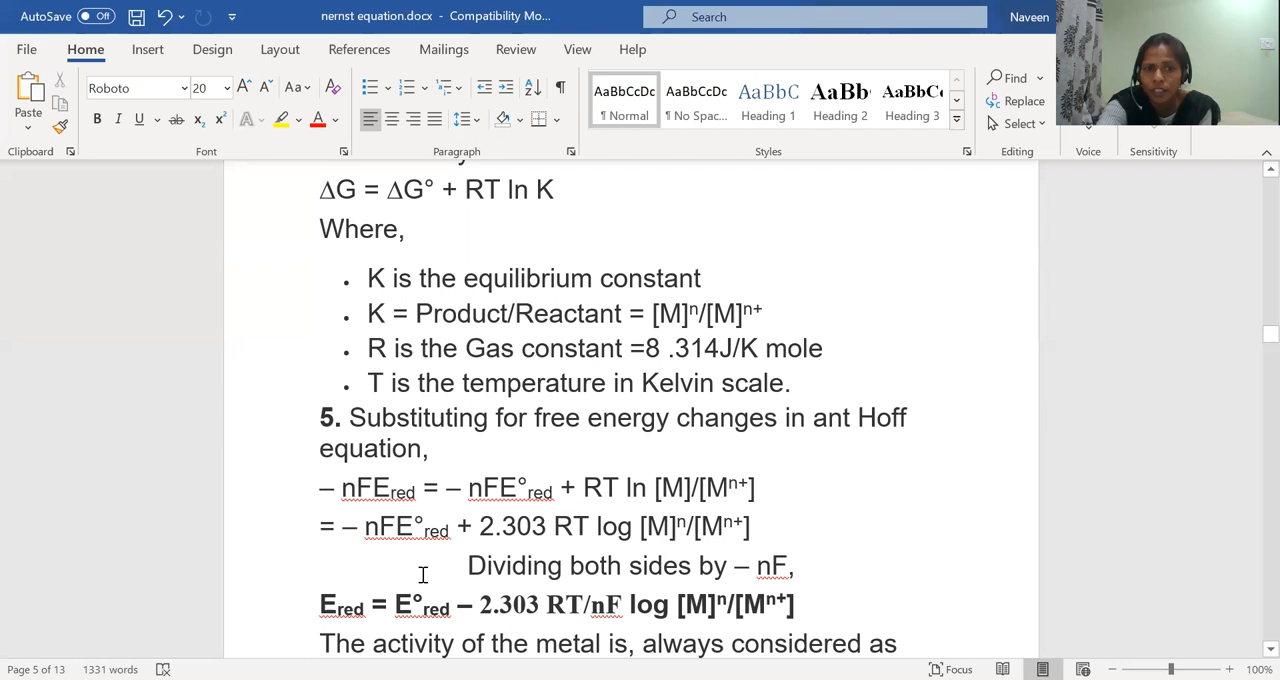 AutoSave Off nernst equation.docx - Compatibility Mo... Search Naveen
File Home Insert Design Layout References Mailings Review View Help
Roboto 20 Aa Find
Paste B I U ab x₂ x² A A AaBbCcDc AaBbCcDc AaBbC AaBb AaBbCc Replace
¶ Normal ¶ No Spac... Heading 1 Heading 2 Heading 3 Select
Clipboard Font Paragraph Styles Editing Voice Sensitivity
∆G = ∆G° + RT ln K
Where,
• K is the equilibrium constant
• K = Product/Reactant = [M]ⁿ/[M]ⁿ⁺
• R is the Gas constant =8 .314J/K mole
• T is the temperature in Kelvin scale.
5. Substituting for free energy changes in ant Hoff
equation,
– nFEred = – nFE°red + RT ln [M]/[Mⁿ⁺]
= – nFE°red + 2.303 RT log [M]ⁿ/[Mⁿ⁺]
Dividing both sides by – nF,
Ered = E°red – 2.303 RT/nF log [M]ⁿ/[Mⁿ⁺]
The activity of the metal is, always considered as
Page 5 of 13 1331 words Focus 100%